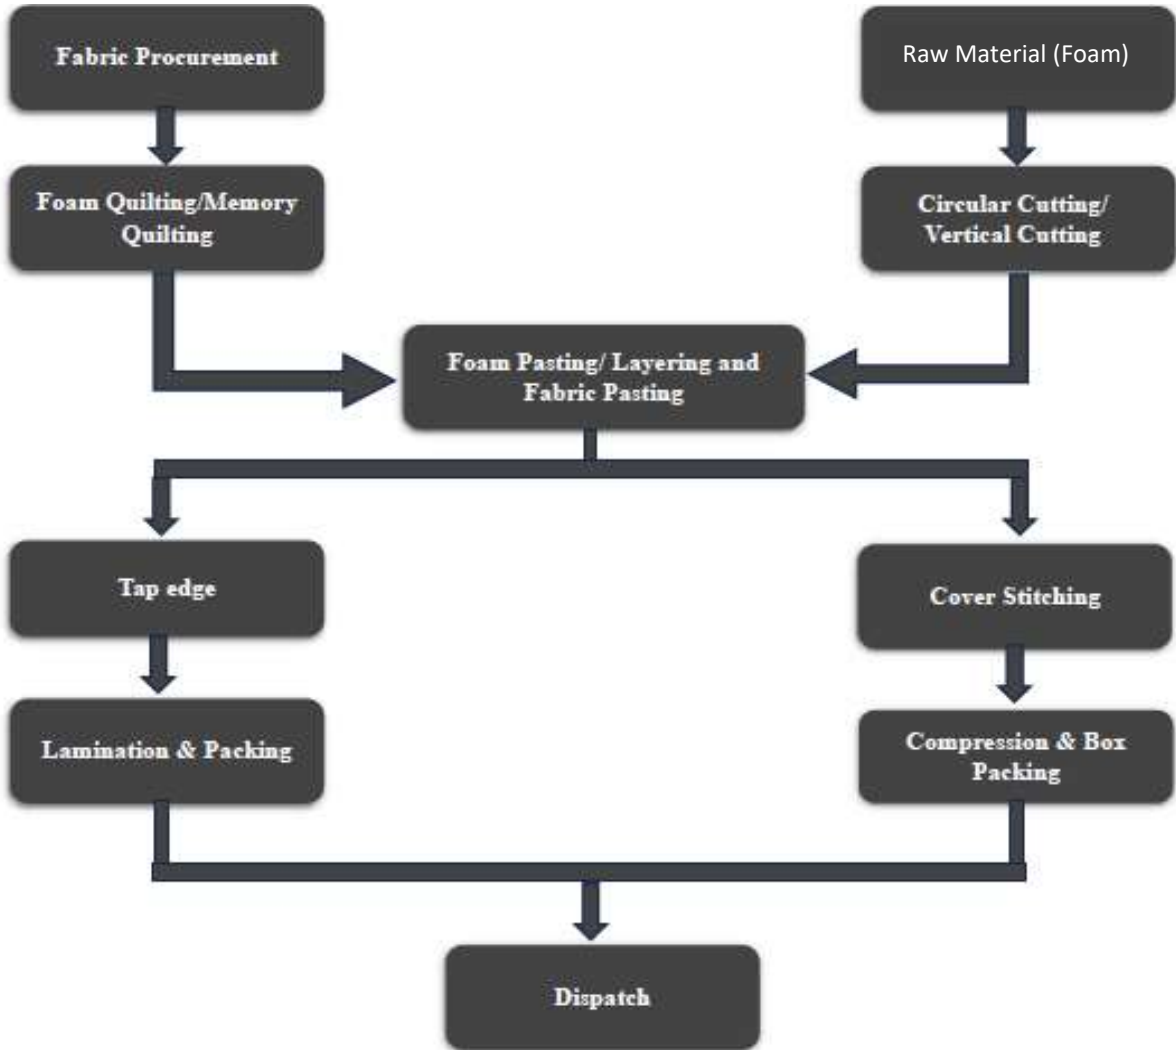 Fabric Procurement
Raw Material (Foam)
Foam Quilting/Memory
Quilting
Circular Cutting/
Vertical Cutting
Foam Pasting/ Layering and
Fabric Pasting
Tap edge
Cover Stitching
Lamination & Packing
Compression & Box
Packing
Dispatch